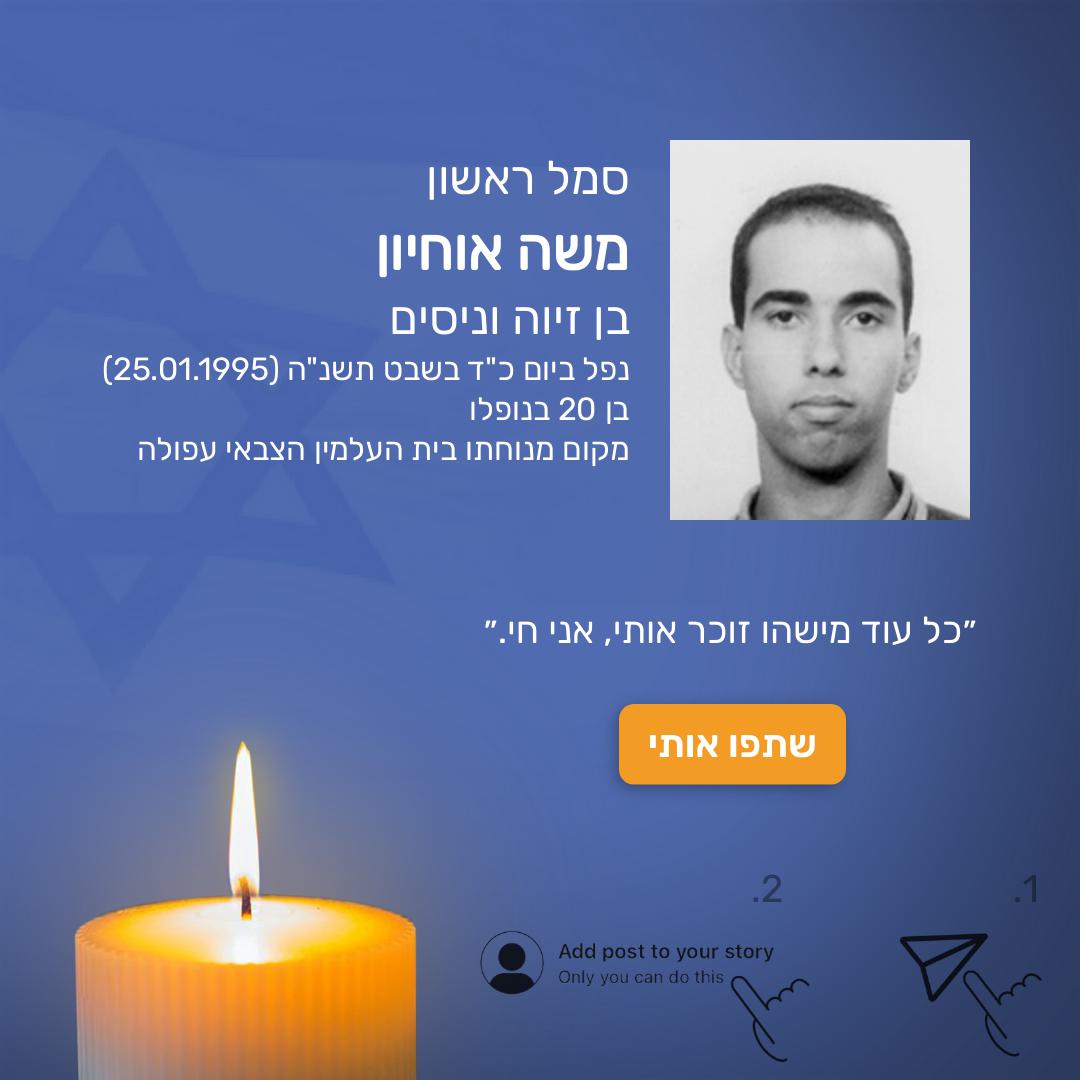 סמל ראשון
משה אוחיון
בן זיוה וניסים
נפל ביום כ"ד בשבט תשנ"ה (25.01.1995)
בן 20 בנופלו
מקום מנוחתו בית העלמין הצבאי עפולה
״כל עוד מישהו זוכר אותי, אני חי.״
שתפו אותי
.1
.2
Add post to your story
Only you can do this